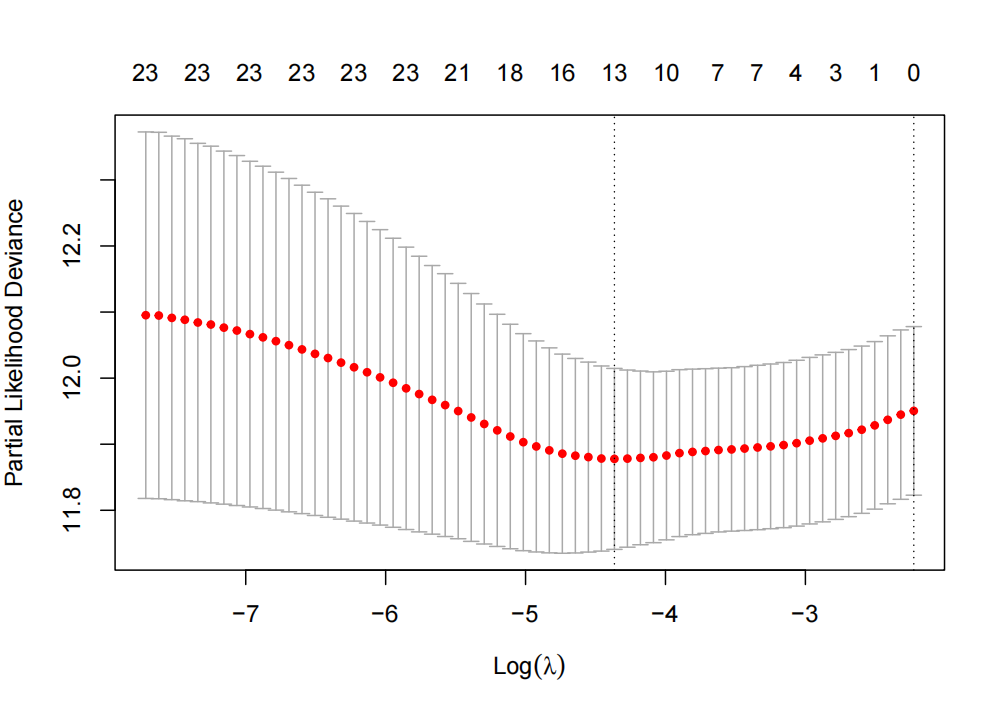 23 23 23 23 23 23 21 18 16 13 10 7 7 4 3 1 0
Partial Likelihood Deviance
12.2
12.0
11.8
−7 −6 −5 −4 −3
Log(λ)